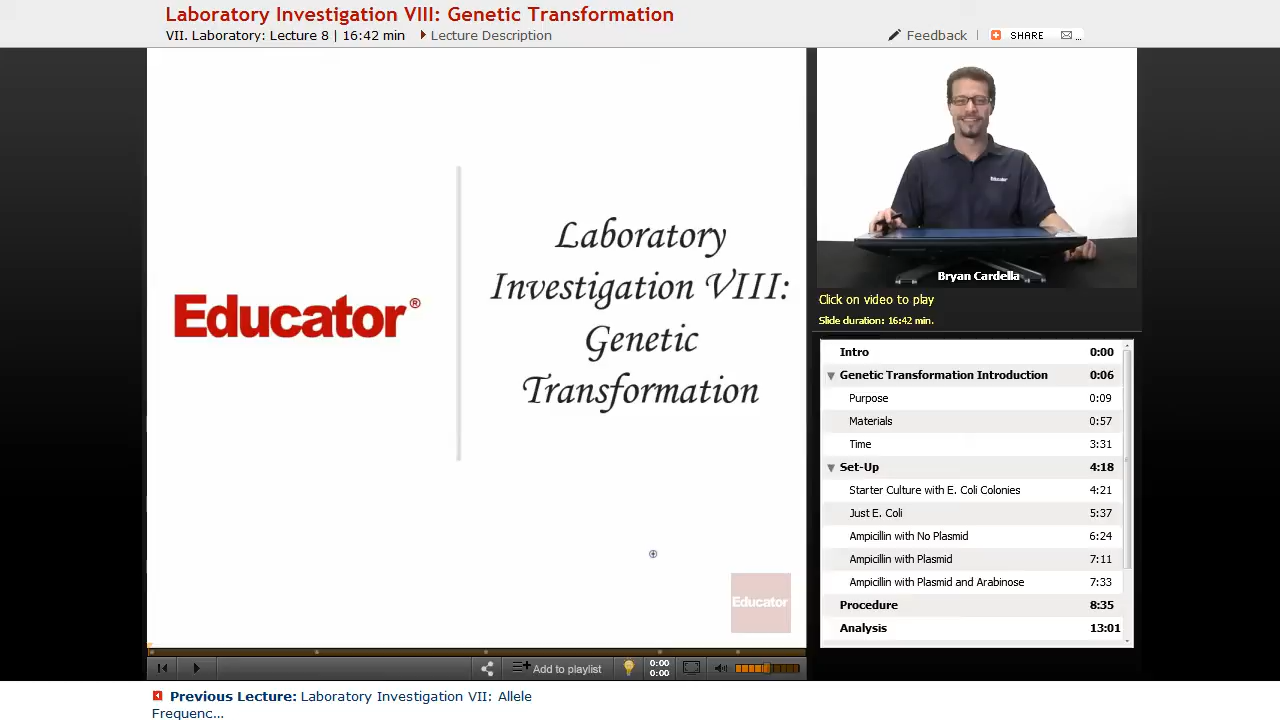 Laboratory Investigation VIII: Genetic Transformation
VII. Laboratory: Lecture 8 | 16:42 min
Lecture Description
Feedback
SHARE
...
Educator®
Laboratory
Investigation VIII:
Genetic
Transformation
Educator
Educator
Bryan Cardella
Click on video to play
Slide duration: 16:42 min.
Intro 0:00
Genetic Transformation Introduction 0:06
Purpose 0:09
Materials 0:57
Time 3:31
Set-Up 4:18
Starter Culture with E. Coli Colonies 4:21
Just E. Coli 5:37
Ampicillin with No Plasmid 6:24
Ampicillin with Plasmid 7:11
Ampicillin with Plasmid and Arabinose 7:33
Procedure 8:35
Analysis 13:01
Add to playlist
0:00
0:00
Previous Lecture: Laboratory Investigation VII: Allele
Frequenc...